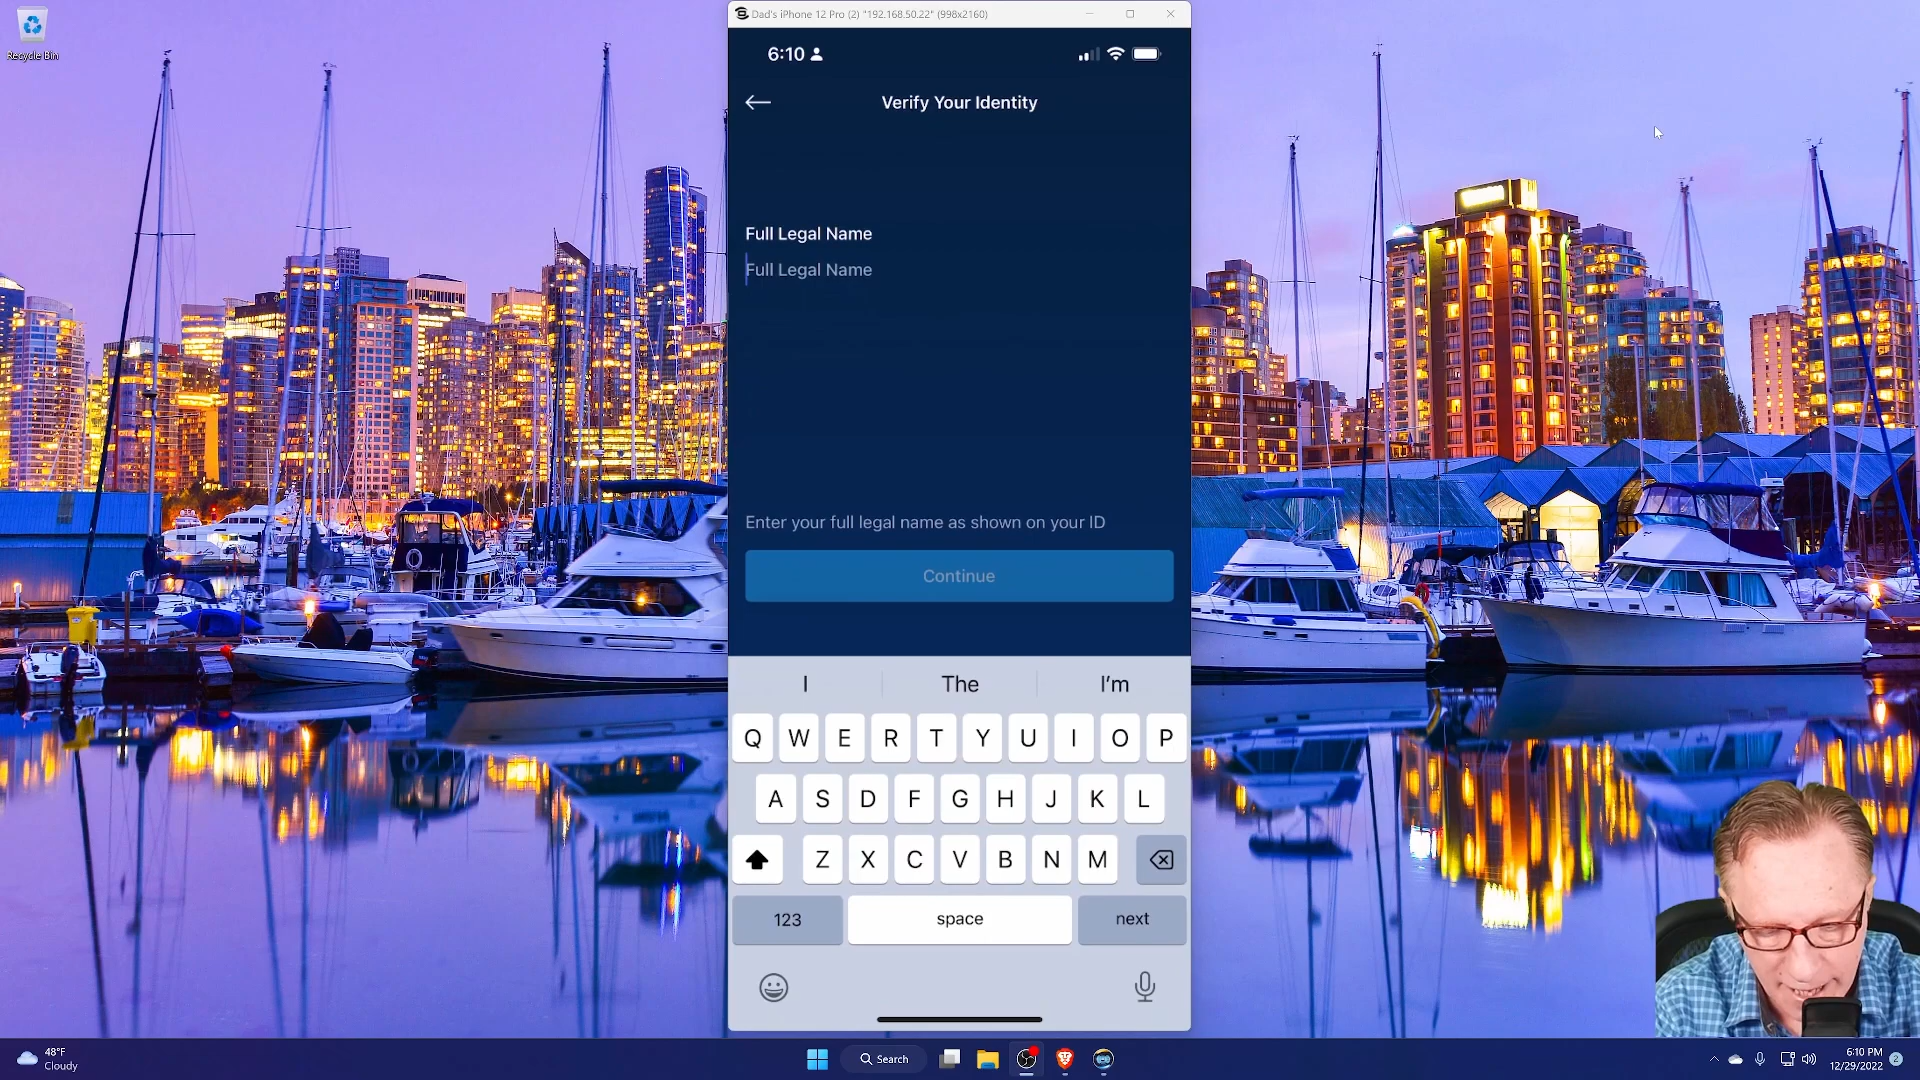 Recycle Bin
Dad's iPhone 12 Pro (2) "192.168.50.22" (998x2160)
6:10
Verify Your Identity
Full Legal Name
Full Legal Name
Enter your full legal name as shown on your ID
Continue
I The I'm
Q W E R T Y U I O P
A S D F G H J K L
Z X C V B N M
123 space next
48°F
Cloudy
Search
6:10 PM
12/29/2022
2